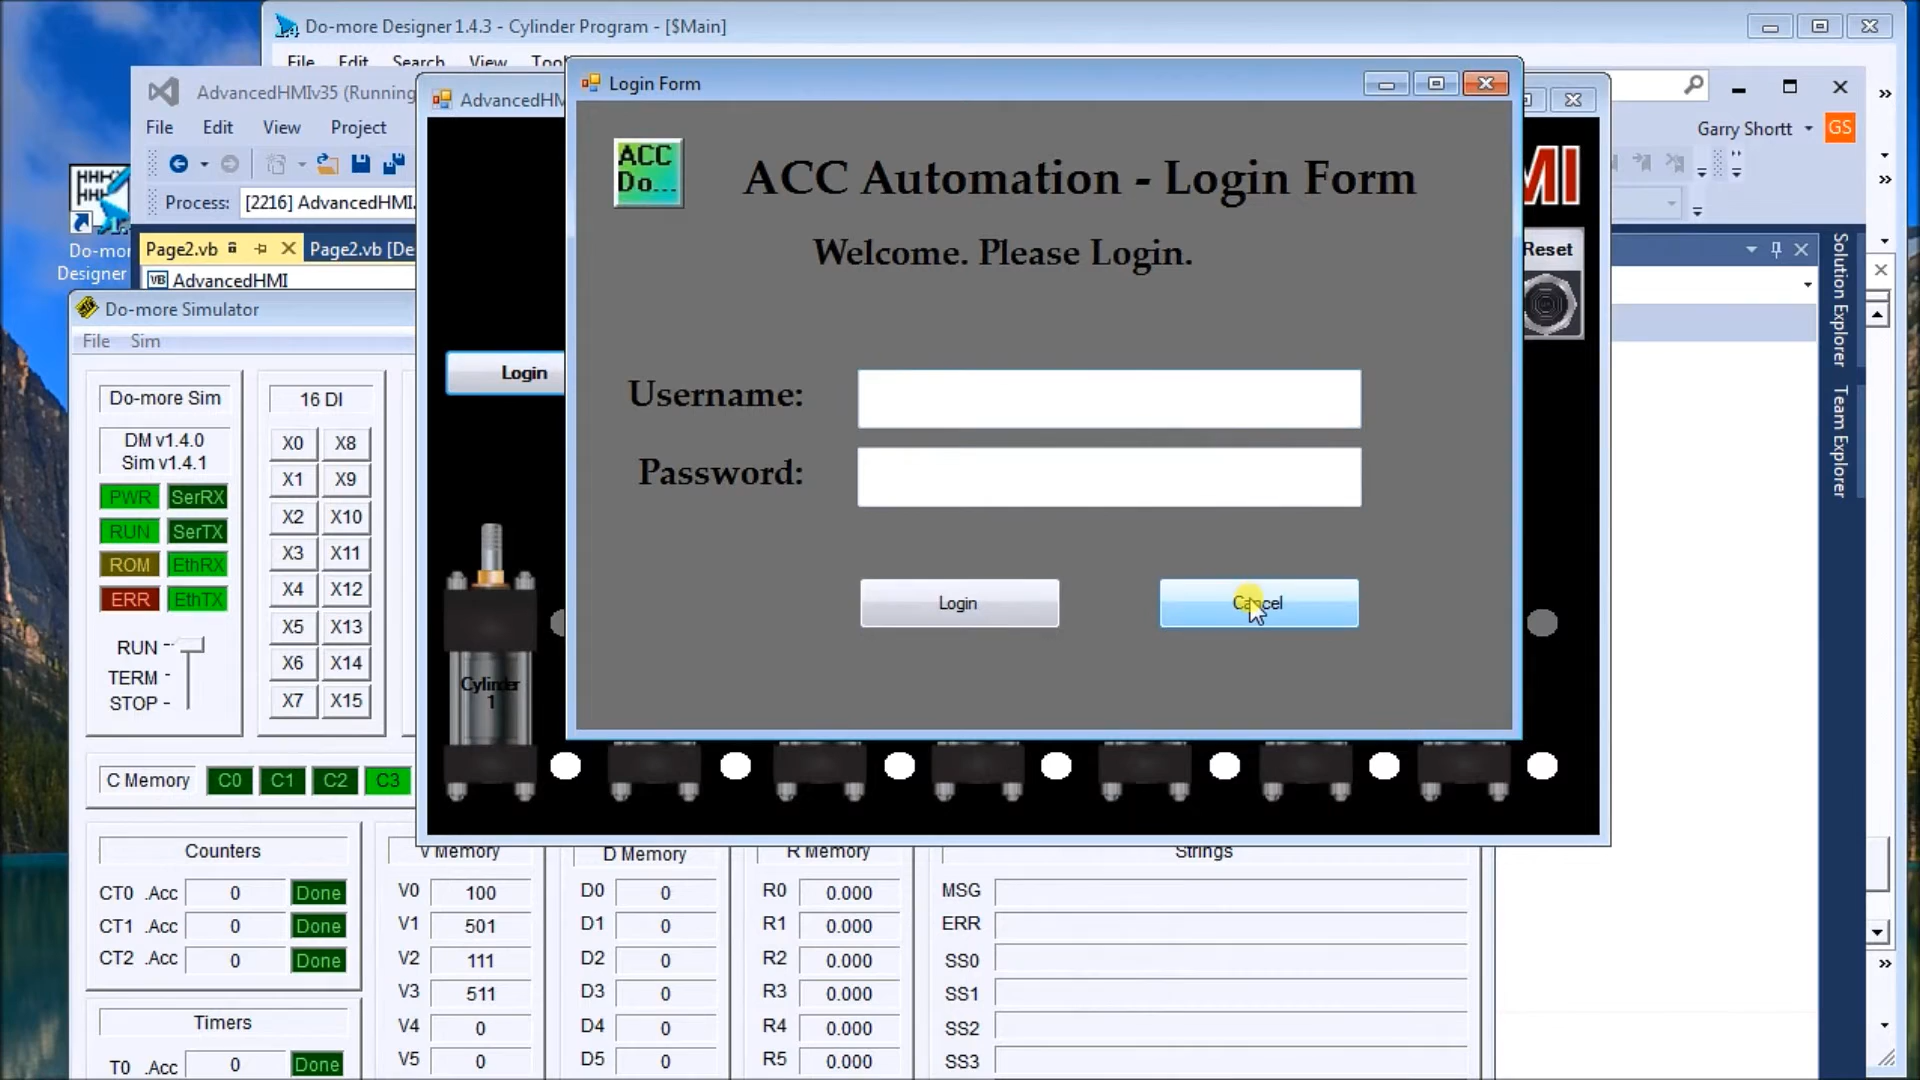 Do-more Designer 1.4.3 - Cylinder Program - [$Main]
File Edit Search View
AdvancedHMIv35 (Running
File Edit View Project
Garry Shortt GS
Process: [2216] AdvancedHMI.
Page2.vb Page2.vb [De
VB AdvancedHMI
Do-mor
Designer
Solution Explorer
Team Explorer
AdvancedHM
MI
Reset
Login
Cylinder
1
Login Form
ACC
Do...
ACC Automation - Login Form
Welcome. Please Login.
Username:
Password:
Login Cancel
Do-more Simulator
File Sim
Do-more Sim
DM v1.4.0
Sim v1.4.1
PWR SerRX
RUN SerTX
ROM EthRX
ERR EthTX
RUN
TERM
STOP
16 DI
X0 X8
X1 X9
X2 X10
X3 X11
X4 X12
X5 X13
X6 X14
X7 X15
C Memory C0 C1 C2 C3
Counters
CT0 .Acc 0 Done
CT1 .Acc 0 Done
CT2 .Acc 0 Done
Timers
T0 .Acc 0 Done
V Memory
V0 100
V1 501
V2 111
V3 511
V4 0
V5 0
D Memory
D0 0
D1 0
D2 0
D3 0
D4 0
D5 0
R Memory
R0 0.000
R1 0.000
R2 0.000
R3 0.000
R4 0.000
R5 0.000
Strings
MSG
ERR
SS0
SS1
SS2
SS3